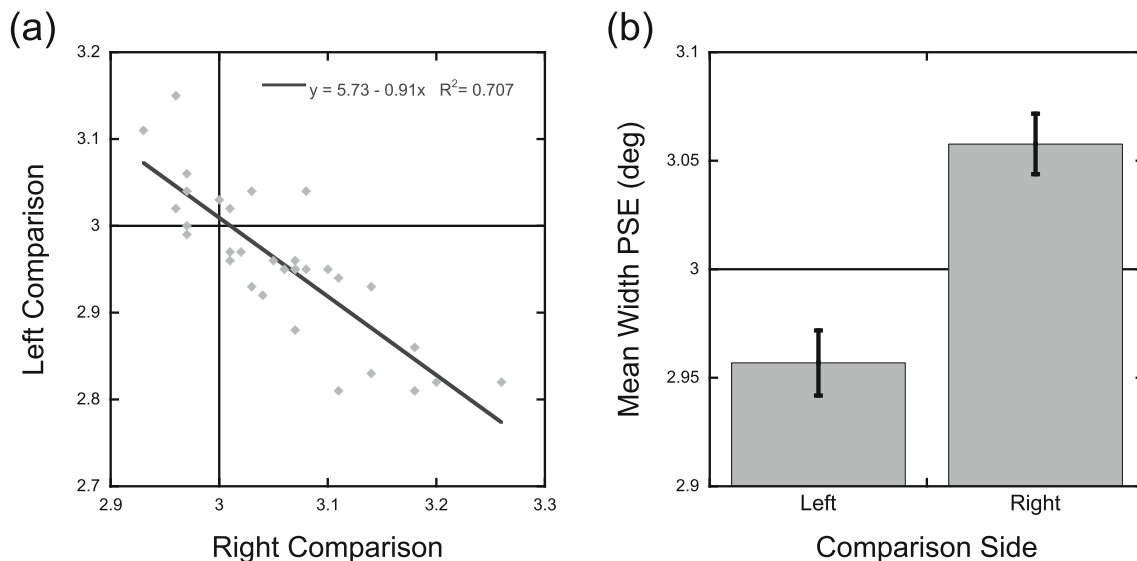 (a)
3.2
3.1
3
2.9
2.8
2.7
Left Comparison
y = 5.73 - 0.91x R²= 0.707
2.9 3 3.1 3.2 3.3
Right Comparison
(b)
3.1
3.05
3
2.95
2.9
Mean Width PSE (deg)
Left Right
Comparison Side